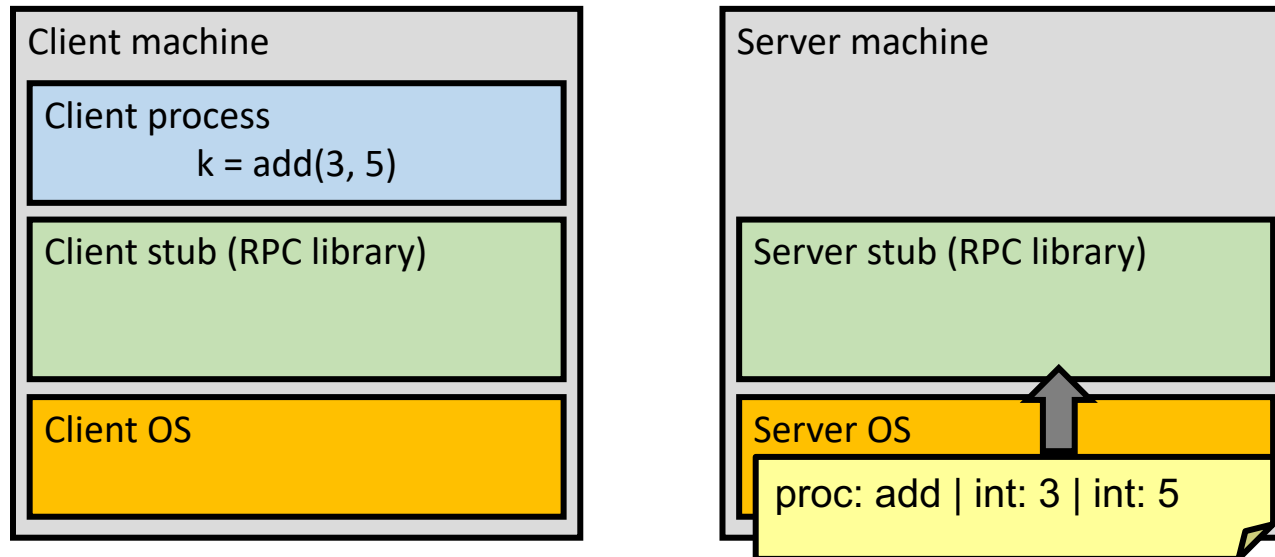 Client machine
Client process
k = add(3, 5)
Client stub (RPC library)
Client OS
Server machine
Server stub (RPC library)
Server OS
proc: add | int: 3 | int: 5